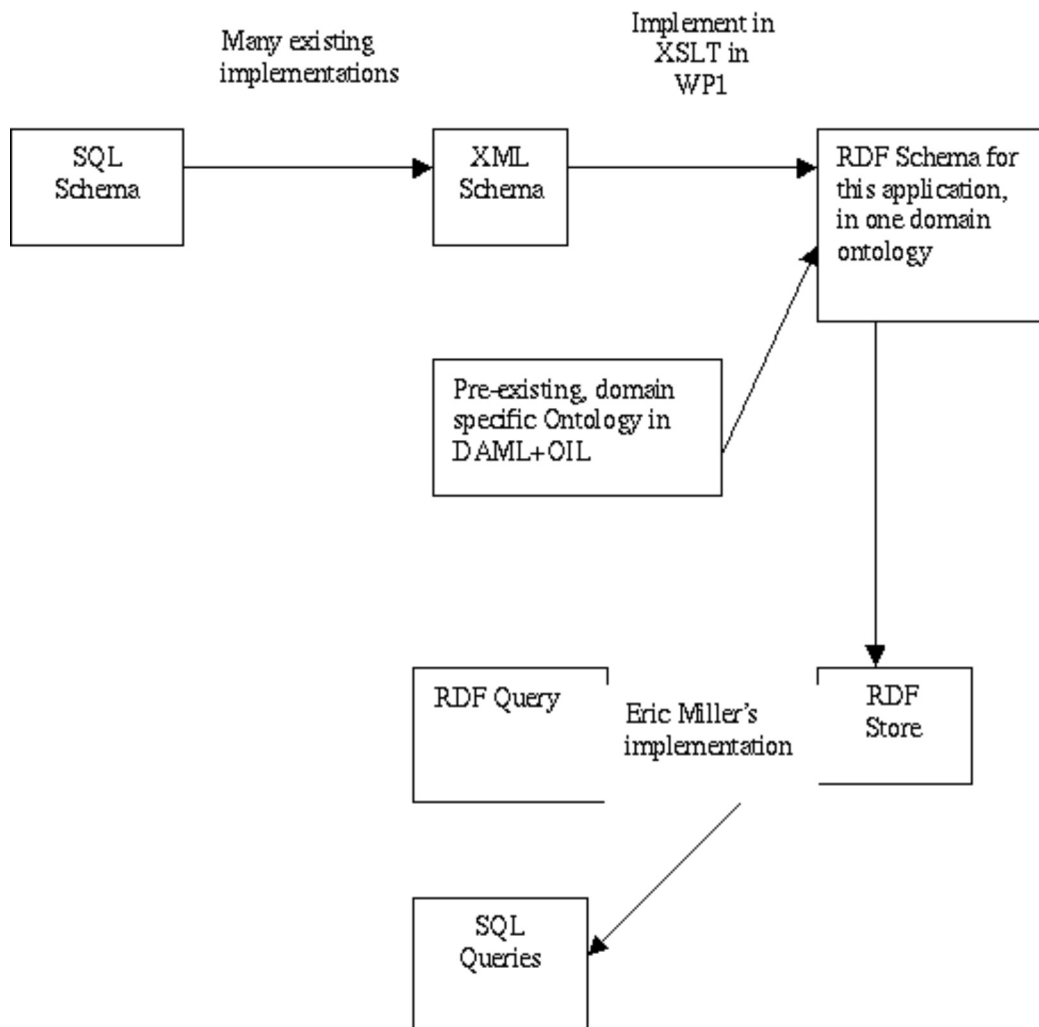 Many existing
implementations
Implement in
XSLT in
WP1
SQL
Schema
XML
Schema
RDF Schema for
this application,
in one domain
ontology
Pre-existing, domain
specific Ontology in
DAML+OIL
RDF Query
Eric Miller's
implementation
RDF
Store
SQL
Queries